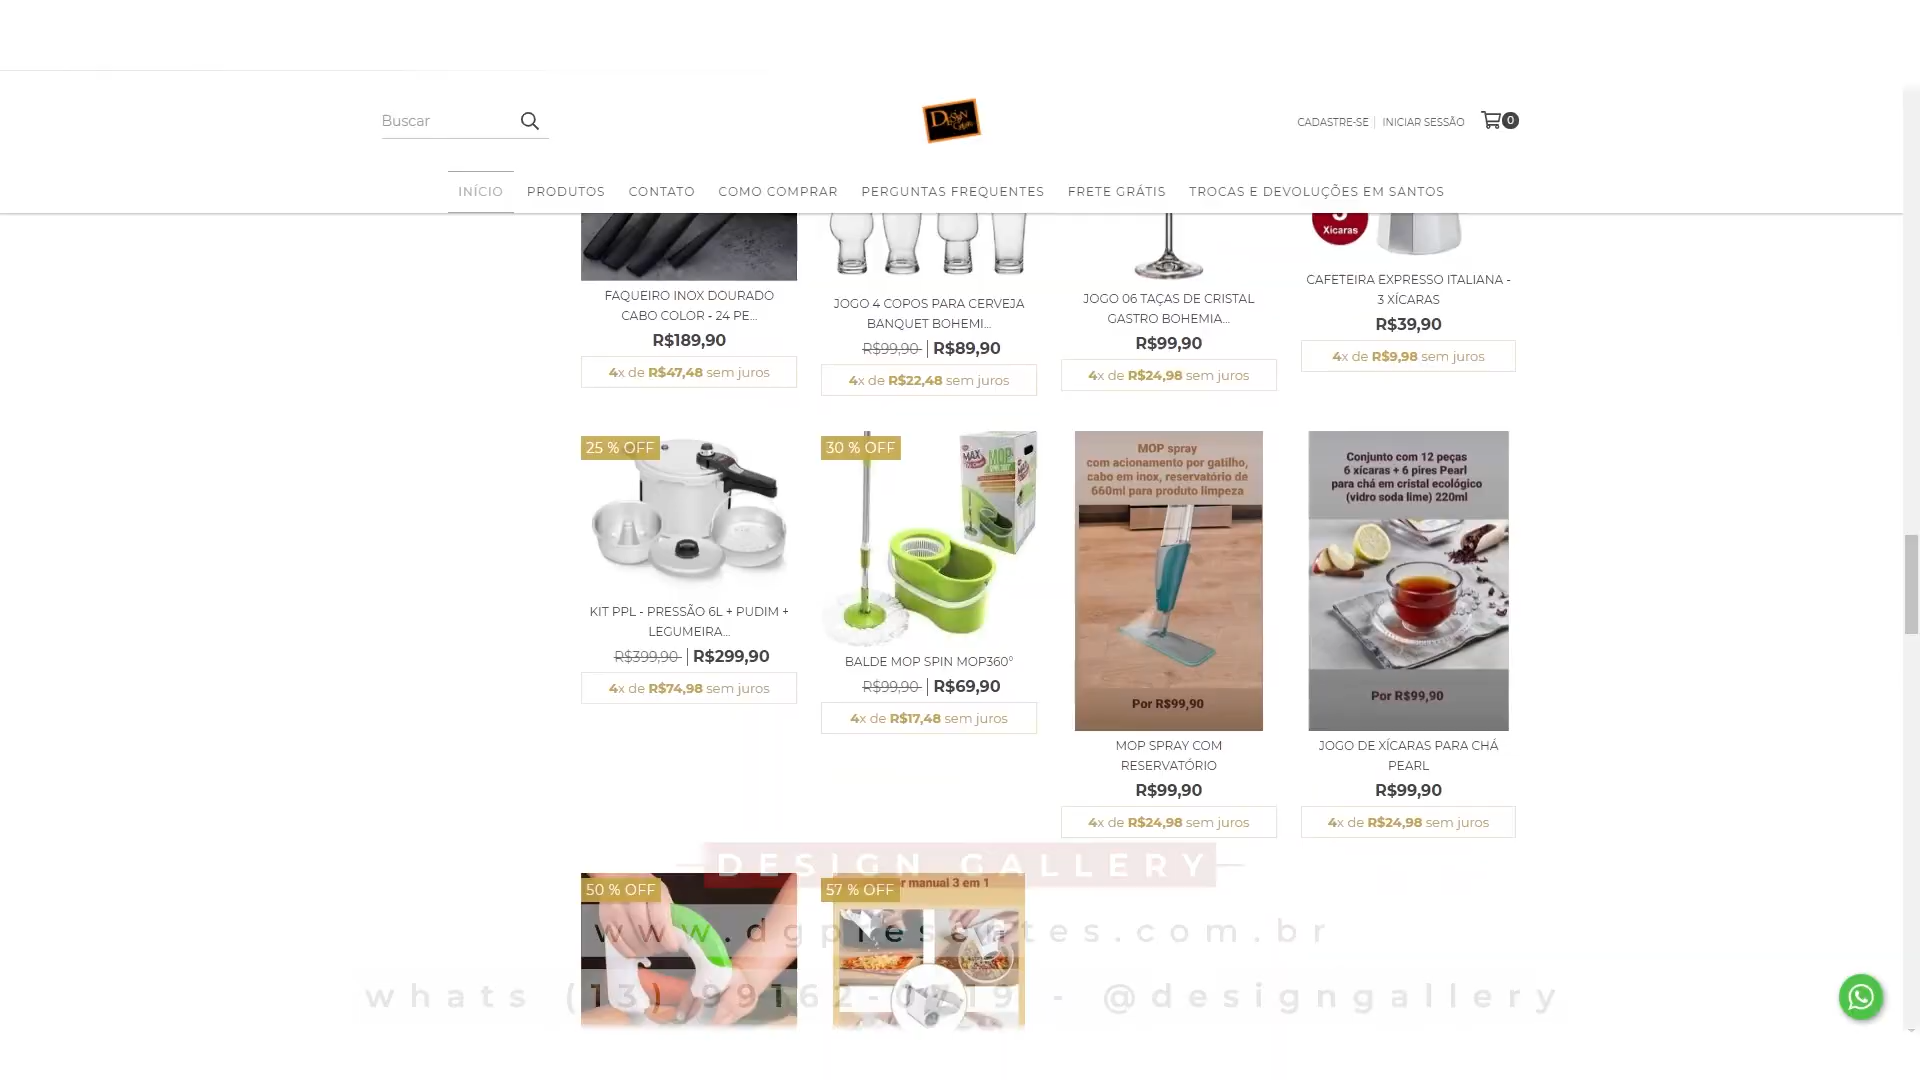 Buscar
DESIGN
CADASTRE-SE
INICIAR SESSÃO
0
INÍCIO
PRODUTOS
CONTATO
COMO COMPRAR
PERGUNTAS FREQUENTES
FRETE GRÁTIS
TROCAS E DEVOLUÇÕES EM SANTOS
Xícaras
FAQUEIRO INOX DOURADO
CABO COLOR - 24 PE...
R$189,90
4x de R$47,48 sem juros
JOGO 4 COPOS PARA CERVEJA
BANQUET BOHEMI...
R$99,90 R$89,90
4x de R$22,48 sem juros
JOGO 06 TAÇAS DE CRISTAL
GASTRO BOHEMIA...
R$99,90
4x de R$24,98 sem juros
CAFETEIRA EXPRESSO ITALIANA -
3 XÍCARAS
R$39,90
4x de R$9,98 sem juros
25 % OFF
KIT PPL - PRESSÃO 6L + PUDIM +
LEGUMEIRA...
R$399,90 R$299,90
4x de R$74,98 sem juros
30 % OFF
MAX
MOP
BALDE MOP SPIN MOP360°
R$99,90 R$69,90
4x de R$17,48 sem juros
MOP spray
com acionamento por gatilho,
cabo em inox, reservatório de
660ml para produto limpeza
Por R$99,90
MOP SPRAY COM
RESERVATÓRIO
R$99,90
4x de R$24,98 sem juros
Conjunto com 12 peças
6 xícaras + 6 pires Pearl
para chá em cristal ecológico
(vidro soda lime) 220ml
Por R$99,90
JOGO DE XÍCARAS PARA CHÁ
PEARL
R$99,90
4x de R$24,98 sem juros
DESIGN GALLERY
50 % OFF
57 % OFF
manual 3 em 1
www.dgpresentes.com.br
whats (13) - @designgallery